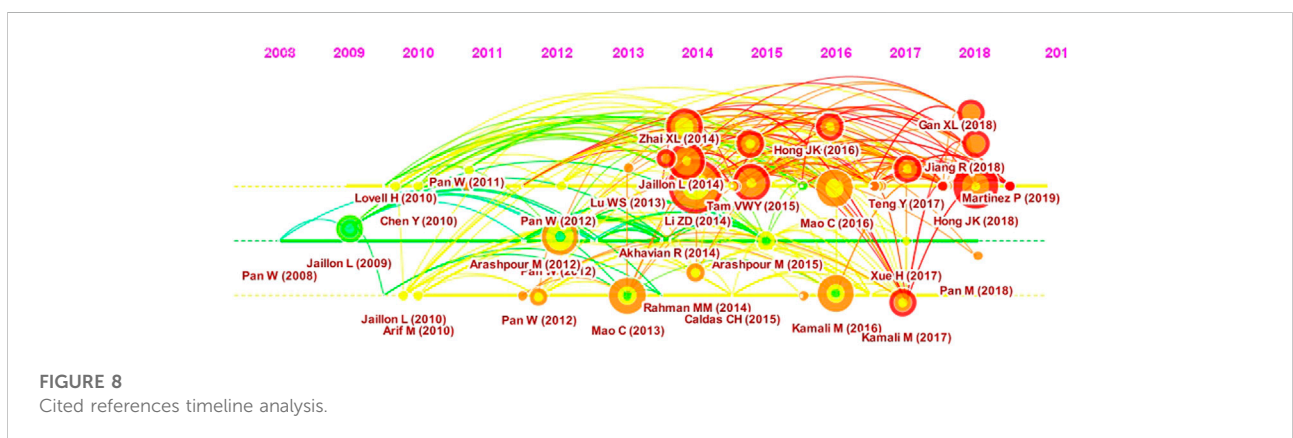 2008 2009 2010 2011 2012 2013 2014 2015 2016 2017 2018 201
Gan XL (2018)
Zhai XL (2014)
Hong JK (2016)
Jiang R (2018)
Pan W (2011)
Jaillon L (2014)
Lovell H (2010)
Lu WS (2013)
Tam VWY (2015)
Teng Y (2017)
Martinez P (2019)
Chen Y (2010)
Pan W (2012)
Li ZD (2014)
Mao C (2016)
Hong JK (2018)
Akhavian R (2014)
Jaillon L (2009)
Arashpour M (2012)
Arashpour M (2015)
Pan W (2008)
Pan W (2012)
Xue H (2017)
Pan M (2018)
Rahman MM (2014)
Jaillon L (2010)
Pan W (2012)
Caldas CH (2015)
Arif M (2010)
Mao C (2013)
Kamali M (2016)
Kamali M (2017)
FIGURE 8
Cited references timeline analysis.